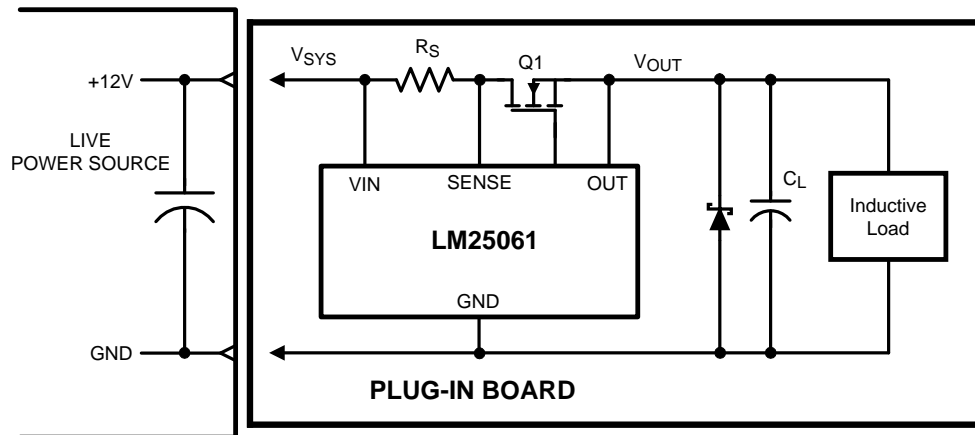 +12V
LIVE
POWER SOURCE
GND
VSYS
RS
Q1
VOUT
VIN
SENSE
OUT
LM25061
GND
CL
Inductive
Load
PLUG-IN BOARD